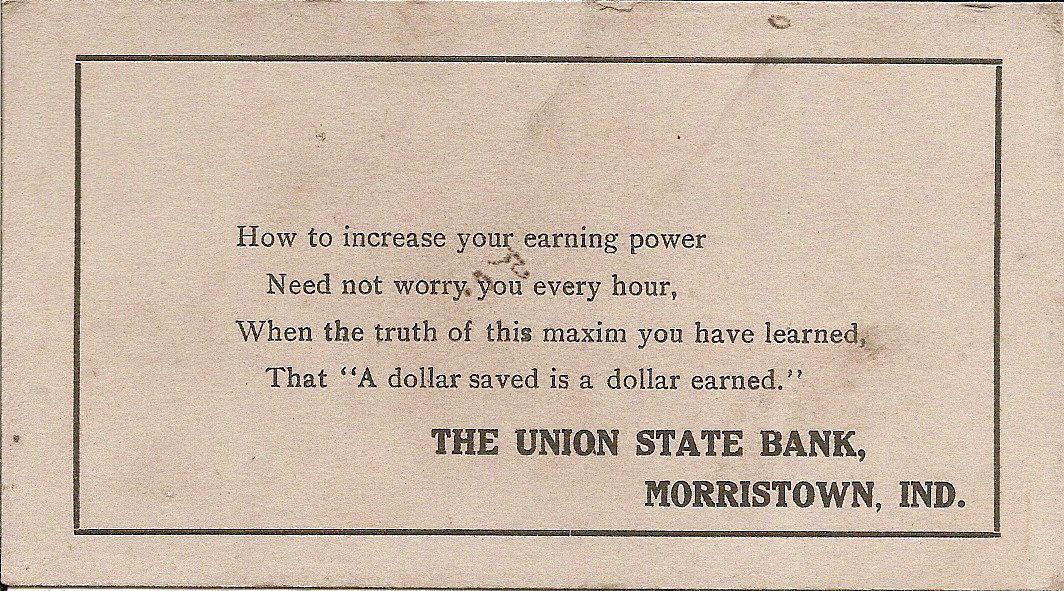 How to increase your earning power
Need not worry you every hour,
When the truth of this maxim you have learned,
That “A dollar saved is a dollar earned.”
THE UNION STATE BANK,
MORRISTOWN, IND.